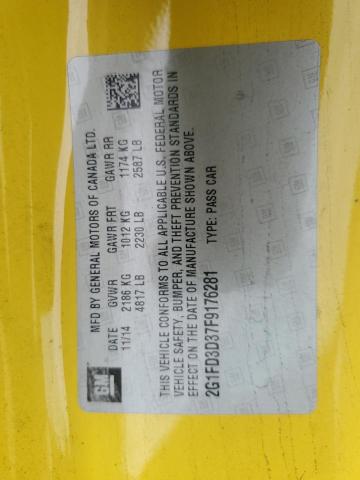 GM
MFD BY GENERAL MOTORS OF CANADA LTD.
DATE GVWR GAWR FRT GAWR RR
11/14 2186 KG 1012 KG 1174 KG
4817 LB 2230 LB 2587 LB
THIS VEHICLE CONFORMS TO ALL APPLICABLE U.S. FEDERAL MOTOR
VEHICLE SAFETY, BUMPER, AND THEFT PREVENTION STANDARDS IN
EFFECT ON THE DATE OF MANUFACTURE SHOWN ABOVE.
2G1FD3D37F9176281 TYPE: PASS CAR